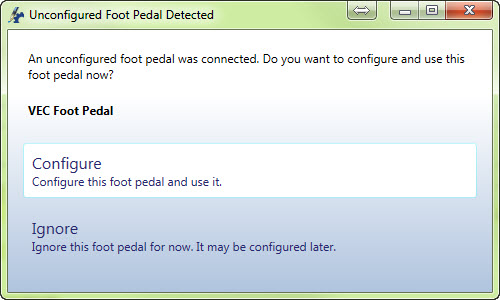 Unconfigured Foot Pedal Detected
An unconfigured foot pedal was connected. Do you want to configure and use this
foot pedal now?
VEC Foot Pedal
Configure
Configure this foot pedal and use it.
Ignore
Ignore this foot pedal for now. It may be configured later.